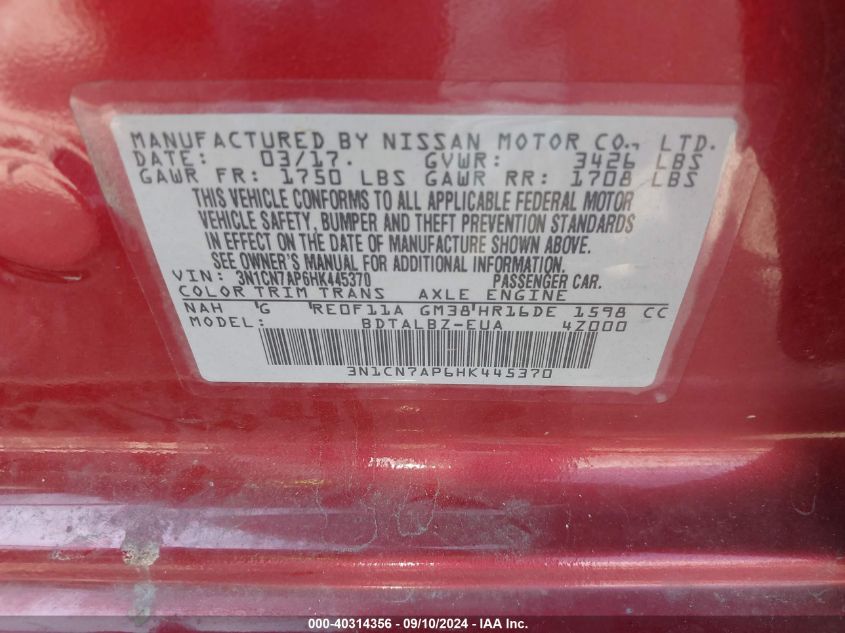 MANUFACTURED BY NISSAN MOTOR CO., LTD.
DATE: 03/17. GVWR: 3426 LBS
GAWR FR: 1750 LBS GAWR RR: 1708 LBS
THIS VEHICLE CONFORMS TO ALL APPLICABLE FEDERAL MOTOR
VEHICLE SAFETY, BUMPER AND THEFT PREVENTION STANDARDS
IN EFFECT ON THE DATE OF MANUFACTURE SHOWN ABOVE.
SEE OWNER'S MANUAL FOR ADDITIONAL INFORMATION.
VIN: 3N1CN7AP6HK445370 PASSENGER CAR.
COLOR TRIM TRANS AXLE ENGINE
NAH G RE0F11A GM38 HR16DE 1598 CC
MODEL: BDTALBZ-EUA 4Z000
3N1CN7AP6HK445370
000-40314356 - 09/10/2024 - IAAI.COM